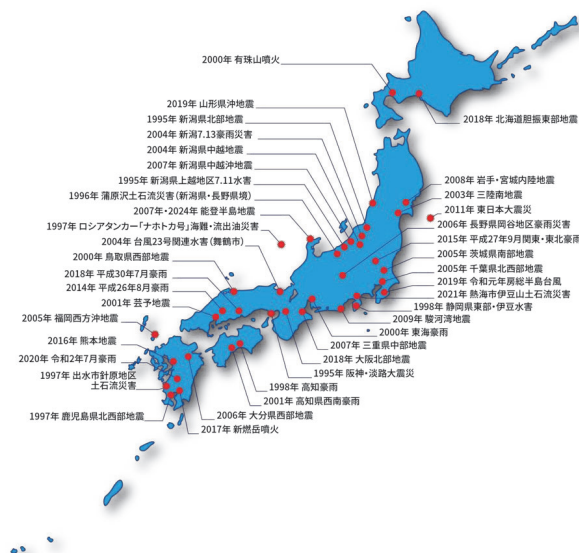 2000年 有珠山噴火
2018年 北海道胆振東部地震
2019年 山形県沖地震
1995年 新潟県北部地震
2004年 新潟7.13豪雨災害
2004年 新潟県中越地震
2007年 新潟県中越沖地震
1995年 新潟県上越地区7.11水害
1996年 蒲原沢土石流災害(新潟県・長野県境)
2007年・2024年 能登半島地震
1997年 ロシアタンカー「ナホトカ号」海難・流出油災害
2004年 台風23号関連水害(舞鶴市)
2000年 鳥取県西部地震
2018年 平成30年7月豪雨
2014年 平成26年8月豪雨
2001年 芸予地震
2005年 福岡西方沖地震
2016年 熊本地震
2020年 令和2年7月豪雨
1997年 出水市針原地区
土石流災害
1997年 鹿児島県北西部地震
2008年 岩手・宮城内陸地震
2003年 三陸南地震
2011年 東日本大震災
2006年 長野県岡谷地区豪雨災害
2015年 平成27年9月関東・東北豪雨
2005年 茨城県南部地震
2005年 千葉県北西部地震
2019年 令和元年房総半島台風
2021年 熱海市伊豆山土石流災害
1998年 静岡県東部・伊豆水害
2009年 駿河湾地震
2000年 東海豪雨
2007年 三重県中部地震
2018年 大阪北部地震
1995年 阪神・淡路大震災
1998年 高知豪雨
2001年 高知県西南豪雨
2006年 大分県西部地震
2017年 新燃岳噴火